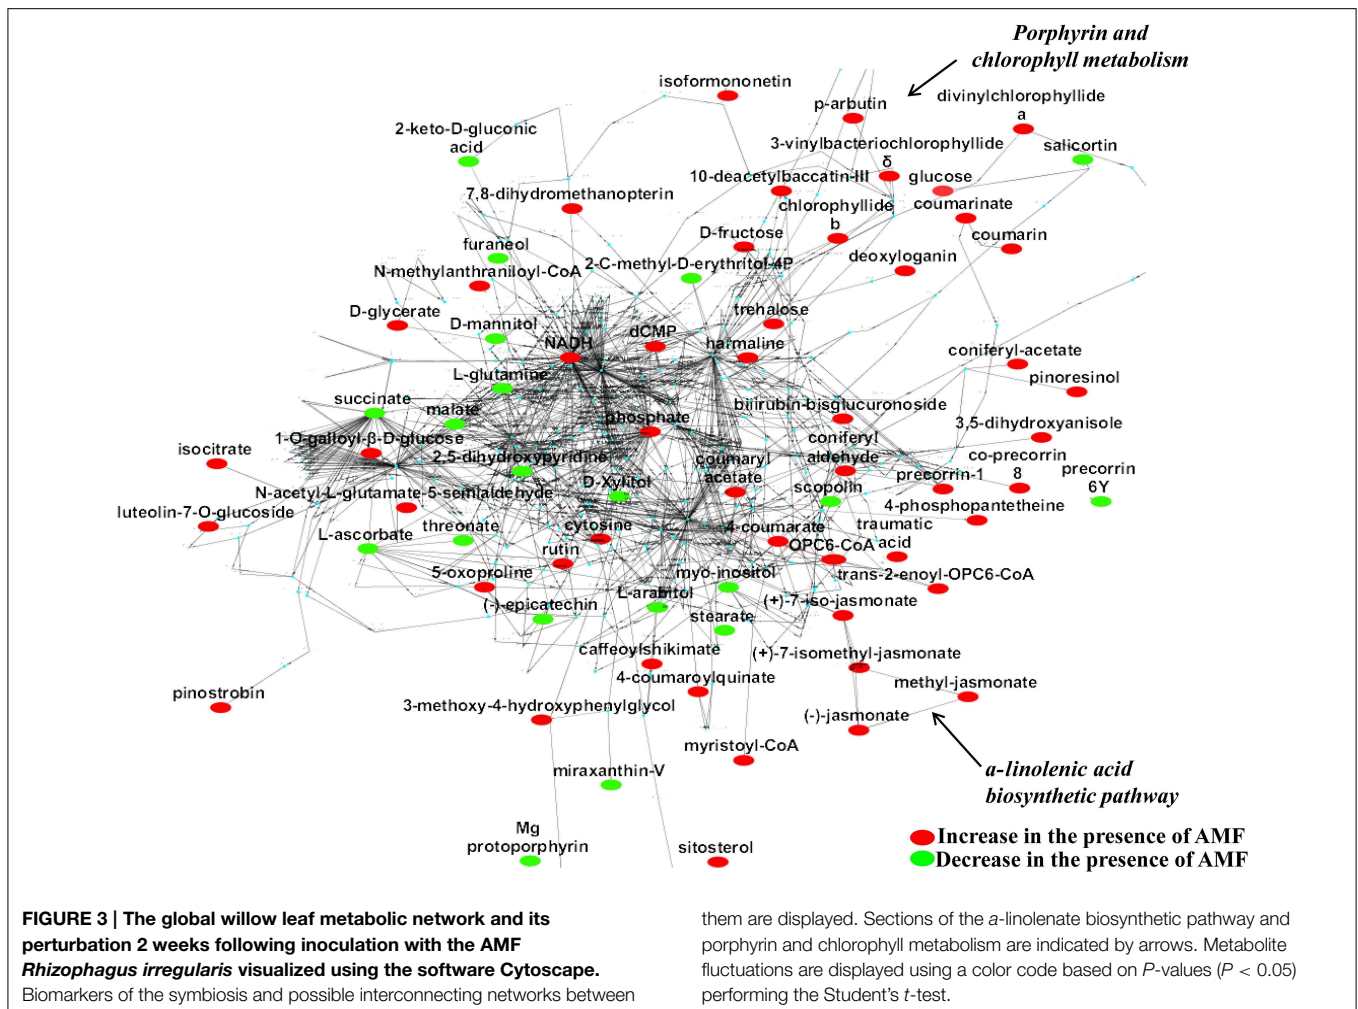 Porphyrin and
chlorophyll metabolism
isoformononetin
p-arbutin
divinylchlorophyllide
a
2-keto-D-gluconic
acid
3-vinylbacteriochlorophyllide
δ
salicortin
10-deacetylbaccatin-III
glucose
7,8-dihydromethanopterin
chlorophyllide
b
coumarinate
D-fructose
coumarin
furaneol
2-C-methyl-D-erythritol-4P
deoxyloganin
N-methylanthraniloyl-CoA
D-glycerate
D-mannitol
trehalose
NADH
dCMP
harmaline
coniferyl-acetate
L-glutamine
pinoresinol
succinate
malate
phosphate
bilirubin-bisglucuronoside
1-O-galloyl-β-D-glucose
coniferyl
aldehyde
3,5-dihydroxyanisole
isocitrate
2,5-dihydroxypyridine
coumaryl
acetate
co-precorrin
8
precorrin-1
precorrin
6Y
D-Xylitol
scopolin
N-acetyl-L-glutamate-5-semialdehyde
4-phosphopantetheine
luteolin-7-O-glucoside
threonate
cytosine
4-coumarate
traumatic
acid
L-ascorbate
rutin
OPC6-CoA
5-oxoproline
myo-inositol
trans-2-enoyl-OPC6-CoA
(-)-epicatechin
L-arabitol
(+)-7-iso-jasmonate
stearate
caffeoylshikimate
(+)-7-isomethyl-jasmonate
4-coumaroylquinate
methyl-jasmonate
pinostrobin
3-methoxy-4-hydroxyphenylglycol
(-)-jasmonate
myristoyl-CoA
miraxanthin-V
a-linolenic acid
biosynthetic pathway
Mg
protoporphyrin
sitosterol
Increase in the presence of AMF
Decrease in the presence of AMF
FIGURE 3 | The global willow leaf metabolic network and its
perturbation 2 weeks following inoculation with the AMF
Rhizophagus irregularis visualized using the software Cytoscape.
Biomarkers of the symbiosis and possible interconnecting networks between
them are displayed. Sections of the a-linolenate biosynthetic pathway and
porphyrin and chlorophyll metabolism are indicated by arrows. Metabolite
fluctuations are displayed using a color code based on P-values (P < 0.05)
performing the Student's t-test.